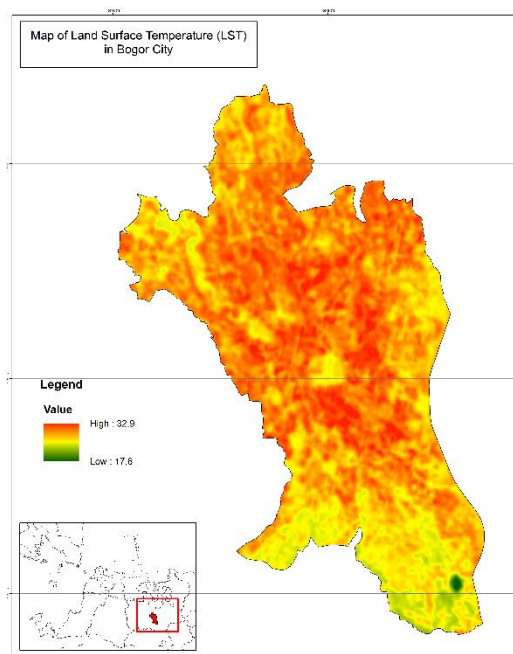 Map of Land Surface Temperature (LST)
in Bogor City
Legend
Value
High : 32.9
Low : 17,6